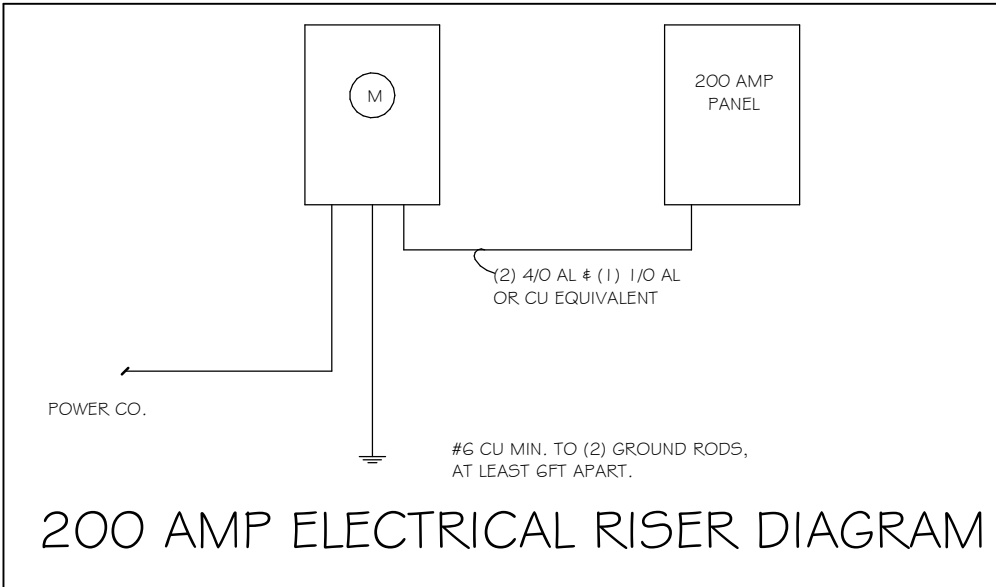 M
200 AMP
PANEL
(2) 4/0 AL & (1) 1/0 AL
OR CU EQUIVALENT
POWER CO.
#6 CU MIN. TO (2) GROUND RODS,
AT LEAST 6FT APART.
200 AMP ELECTRICAL RISER DIAGRAM